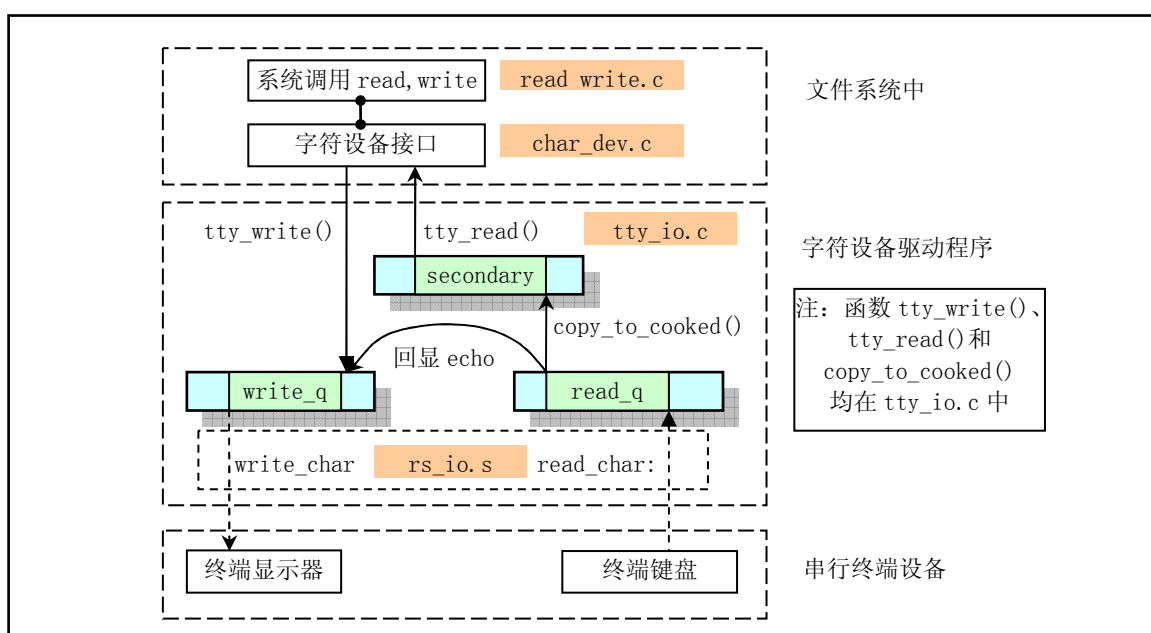 系统调用 read,write
read write.c
文件系统中
字符设备接口
char_dev.c
tty_write()
tty_read()
tty_io.c
字符设备驱动程序
secondary
copy_to_cooked()
回显 echo
write_q
read_q
注: 函数 tty_write()、
tty_read()和
copy_to_cooked()
均在 tty_io.c 中
write_char
rs_io.s
read_char:
终端显示器
终端键盘
串行终端设备